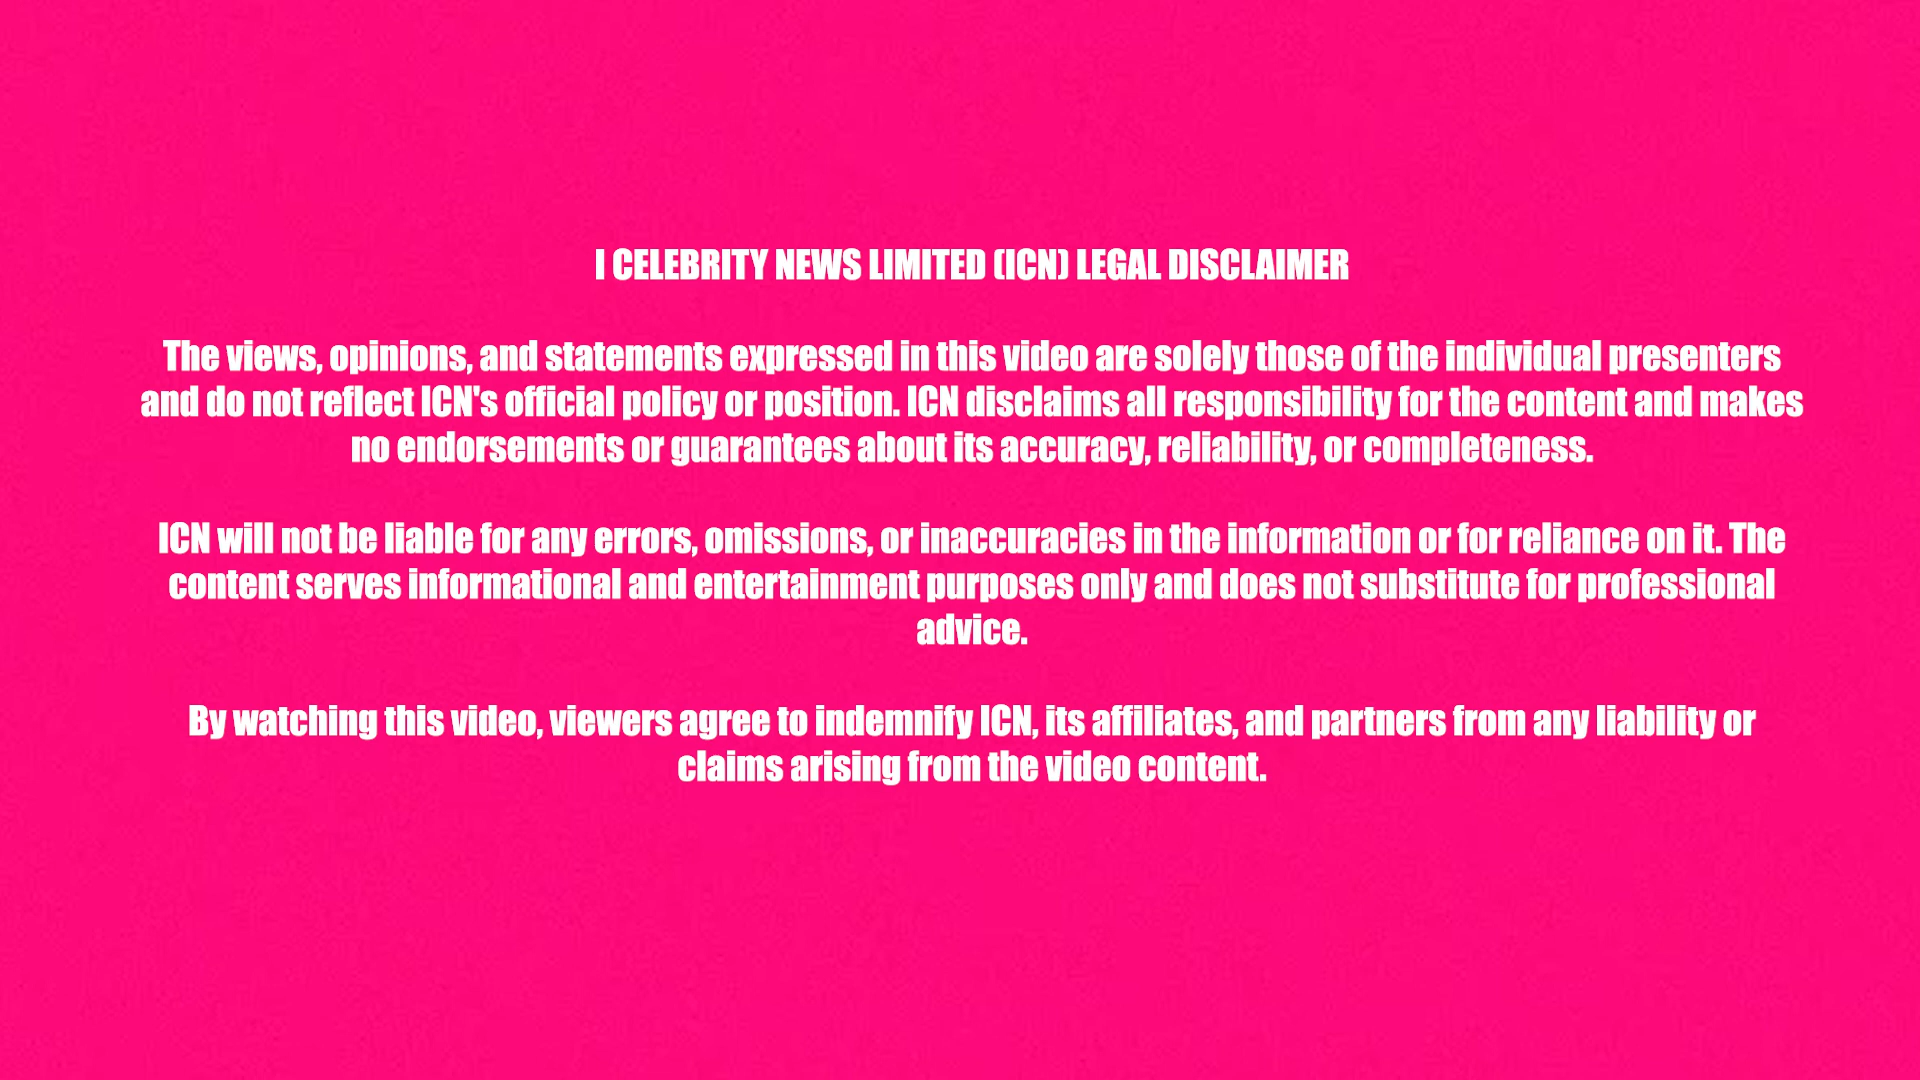 I CELEBRITY NEWS LIMITED (ICN) LEGAL DISCLAIMER
The views, opinions, and statements expressed in this video are solely those of the individual presenters
and do not reflect ICN's official policy or position. ICN disclaims all responsibility for the content and makes
no endorsements or guarantees about its accuracy, reliability, or completeness.
ICN will not be liable for any errors, omissions, or inaccuracies in the information or for reliance on it. The
content serves informational and entertainment purposes only and does not substitute for professional
advice.
By watching this video, viewers agree to indemnify ICN, its affiliates, and partners from any liability or
claims arising from the video content.